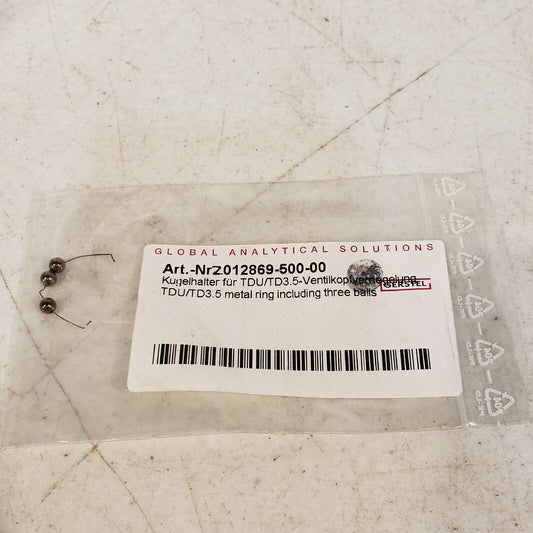 GLOBAL ANALYTICAL SOLUTIONS
Art.-Nr.: 012869-500-00
Kugelhalter für TDU/TD3.5-Ventilkopfverriegelung
GERSTEL
TDU/TD3.5 metal ring including three balls